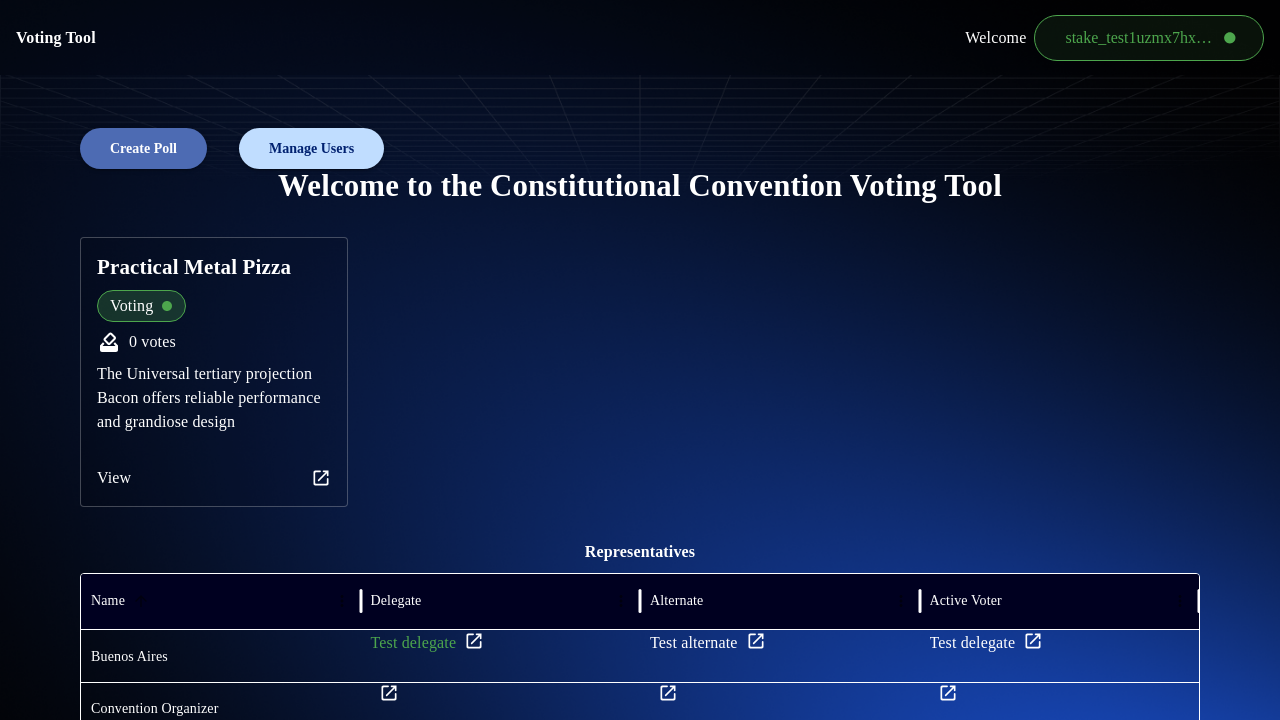 Voting Tool
Welcome
stake_test1uzmx7hx…
Create Poll
Manage Users
Welcome to the Constitutional Convention Voting Tool
Practical Metal Pizza
Voting
0 votes
The Universal tertiary projection
Bacon offers reliable performance
and grandiose design
View
Representatives
Name
Delegate
Alternate
Active Voter
Buenos Aires
Test delegate
Test alternate
Test delegate
Convention Organizer